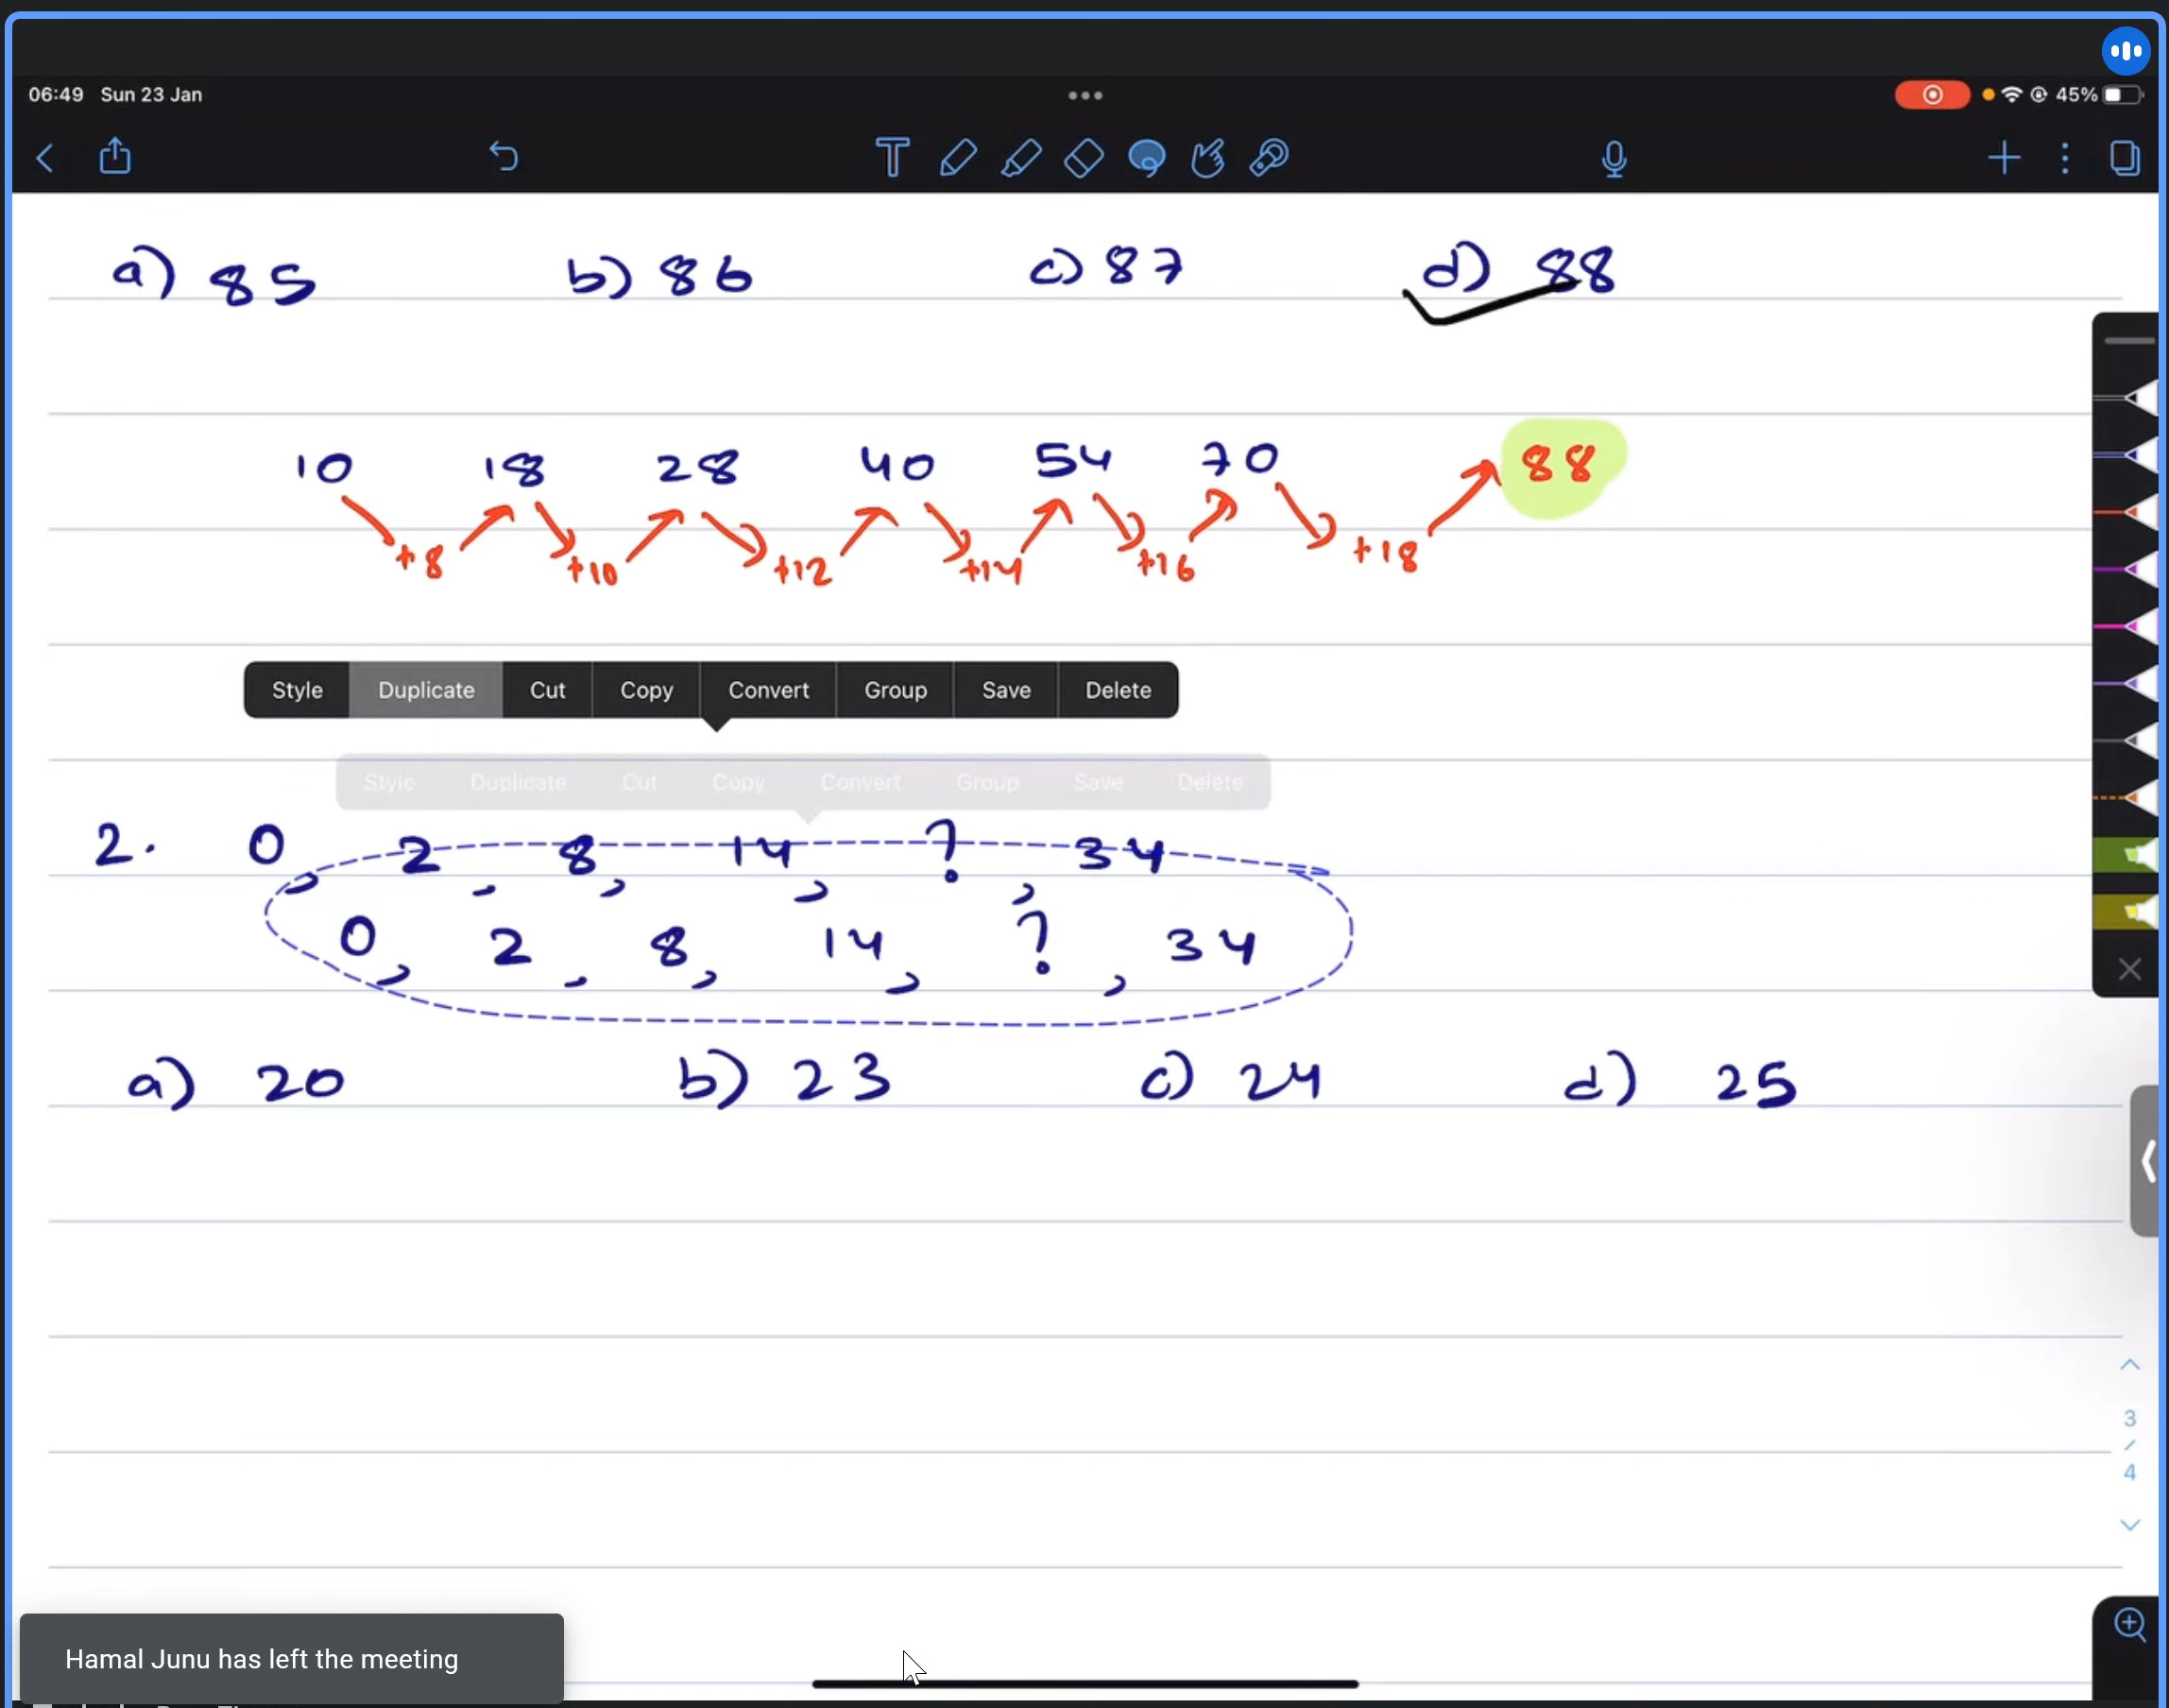 06:49 Sun 23 Jan 45%
a) 85 b) 86 c) 87 d) 88
10 18 28 40 54 70 88
+8 +10 +12 +14 +16 +18
Style Duplicate Cut Copy Convert Group Save Delete
Style Duplicate Cut Copy Convert Group Save Delete
2. 0, 2, 8, 14, ?, 34
0, 2, 8, 14, ?, 34
a) 20 b) 23 c) 24 d) 25
3
/
4
Hamal Junu has left the meeting